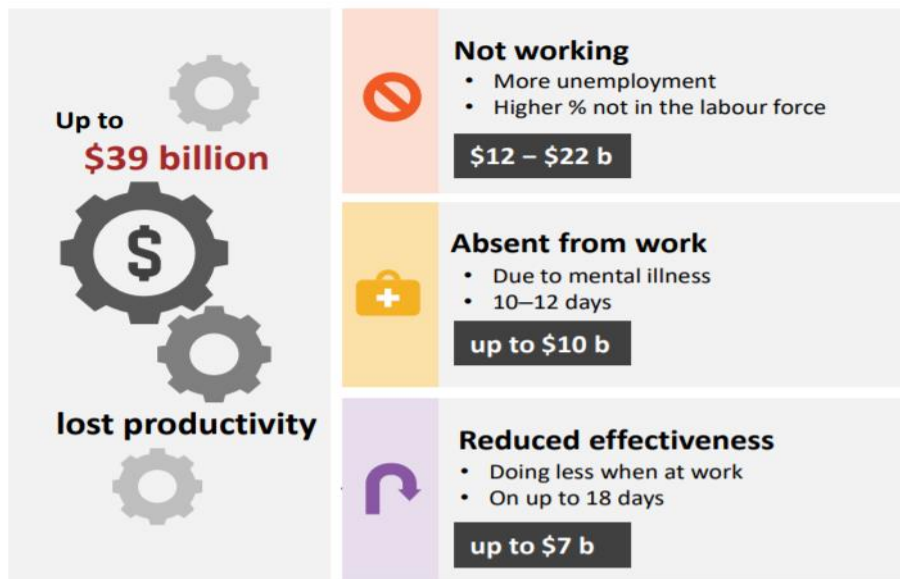 Up to
$39 billion
$
lost productivity
Not working
• More unemployment
• Higher % not in the labour force
$12 – $22 b
Absent from work
• Due to mental illness
• 10–12 days
up to $10 b
Reduced effectiveness
• Doing less when at work
• On up to 18 days
up to $7 b